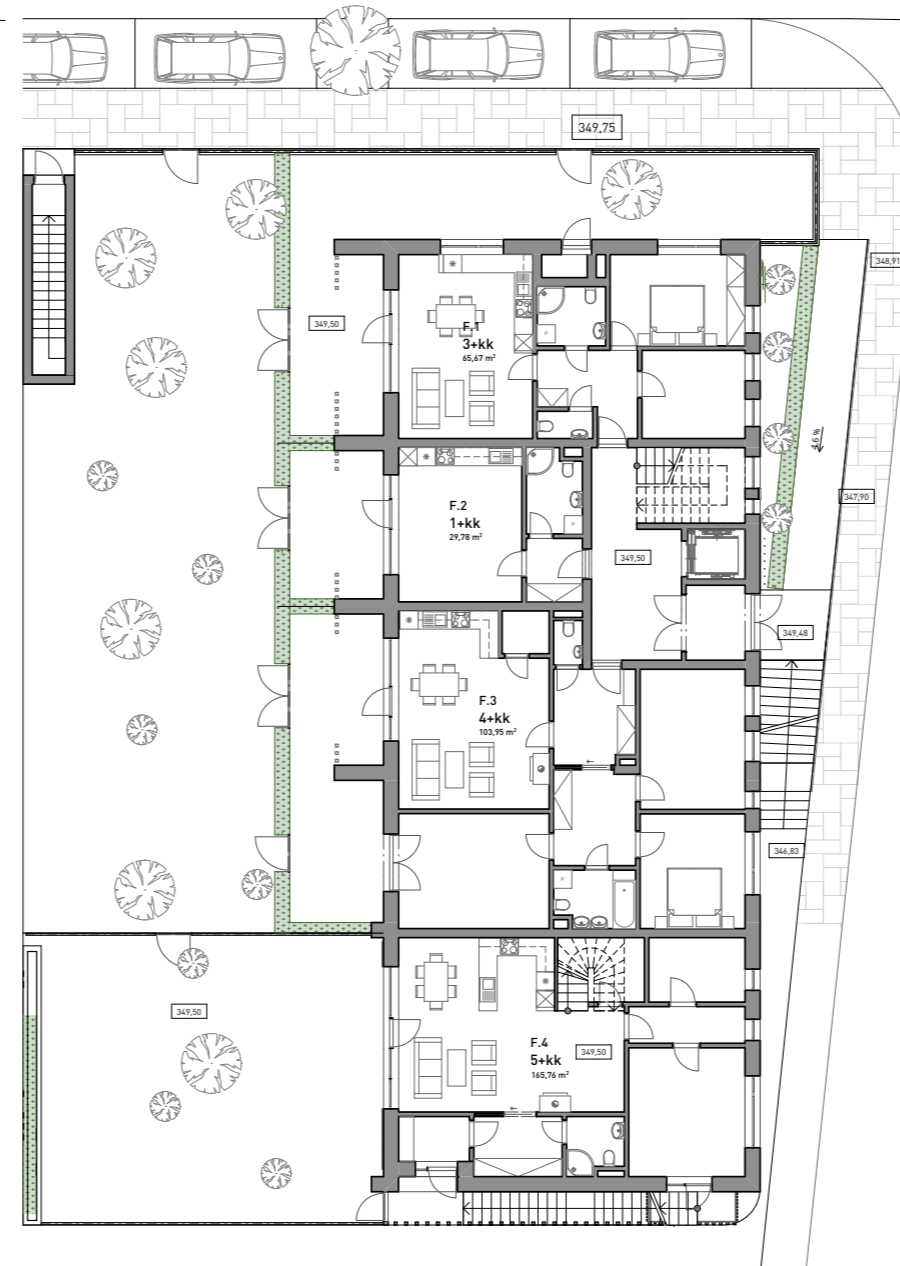 349,75
348,91
349,50
F.1
3+kk
65,67 m²
4,6 %
347,90
F.2
1+kk
29,78 m²
349,50
349,48
F.3
4+kk
103,95 m²
346,83
349,50
F.4
5+kk
165,76 m²
349,50